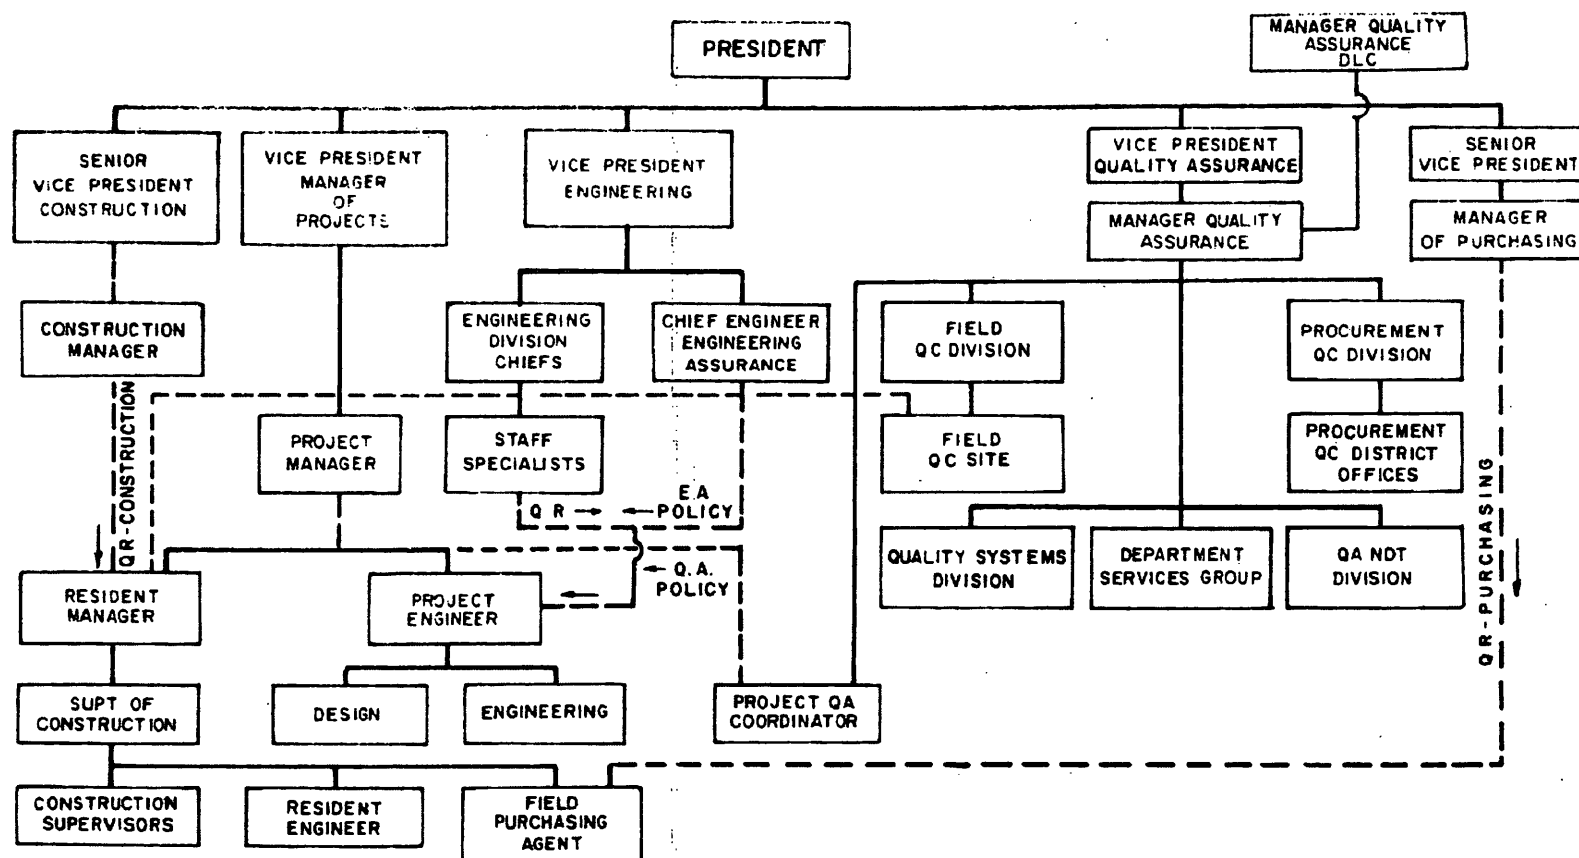 PRESIDENT
MANAGER QUALITY
ASSURANCE
DLC
SENIOR
VICE PRESIDENT
CONSTRUCTION
VICE PRESIDENT
MANAGER
OF
PROJECTS
VICE PRESIDENT
ENGINEERING
VICE PRESIDENT
QUALITY ASSURANCE
SENIOR
VICE PRESIDENT
MANAGER QUALITY
ASSURANCE
MANAGER
OF PURCHASING
CONSTRUCTION
MANAGER
ENGINEERING
DIVISION
CHIEFS
CHIEF ENGINEER
ENGINEERING
ASSURANCE
FIELD
QC DIVISION
PROCUREMENT
QC DIVISION
QR-CONSTRUCTION
PROJECT
MANAGER
STAFF
SPECIALISTS
FIELD
QC SITE
PROCUREMENT
QC DISTRICT
OFFICES
QR
E.A
POLICY
QR-PURCHASING
QUALITY SYSTEMS
DIVISION
DEPARTMENT
SERVICES GROUP
QA NDT
DIVISION
RESIDENT
MANAGER
PROJECT
ENGINEER
Q.A.
POLICY
SUPT OF
CONSTRUCTION
DESIGN
ENGINEERING
PROJECT QA
COORDINATOR
CONSTRUCTION
SUPERVISORS
RESIDENT
ENGINEER
FIELD
PURCHASING
AGENT